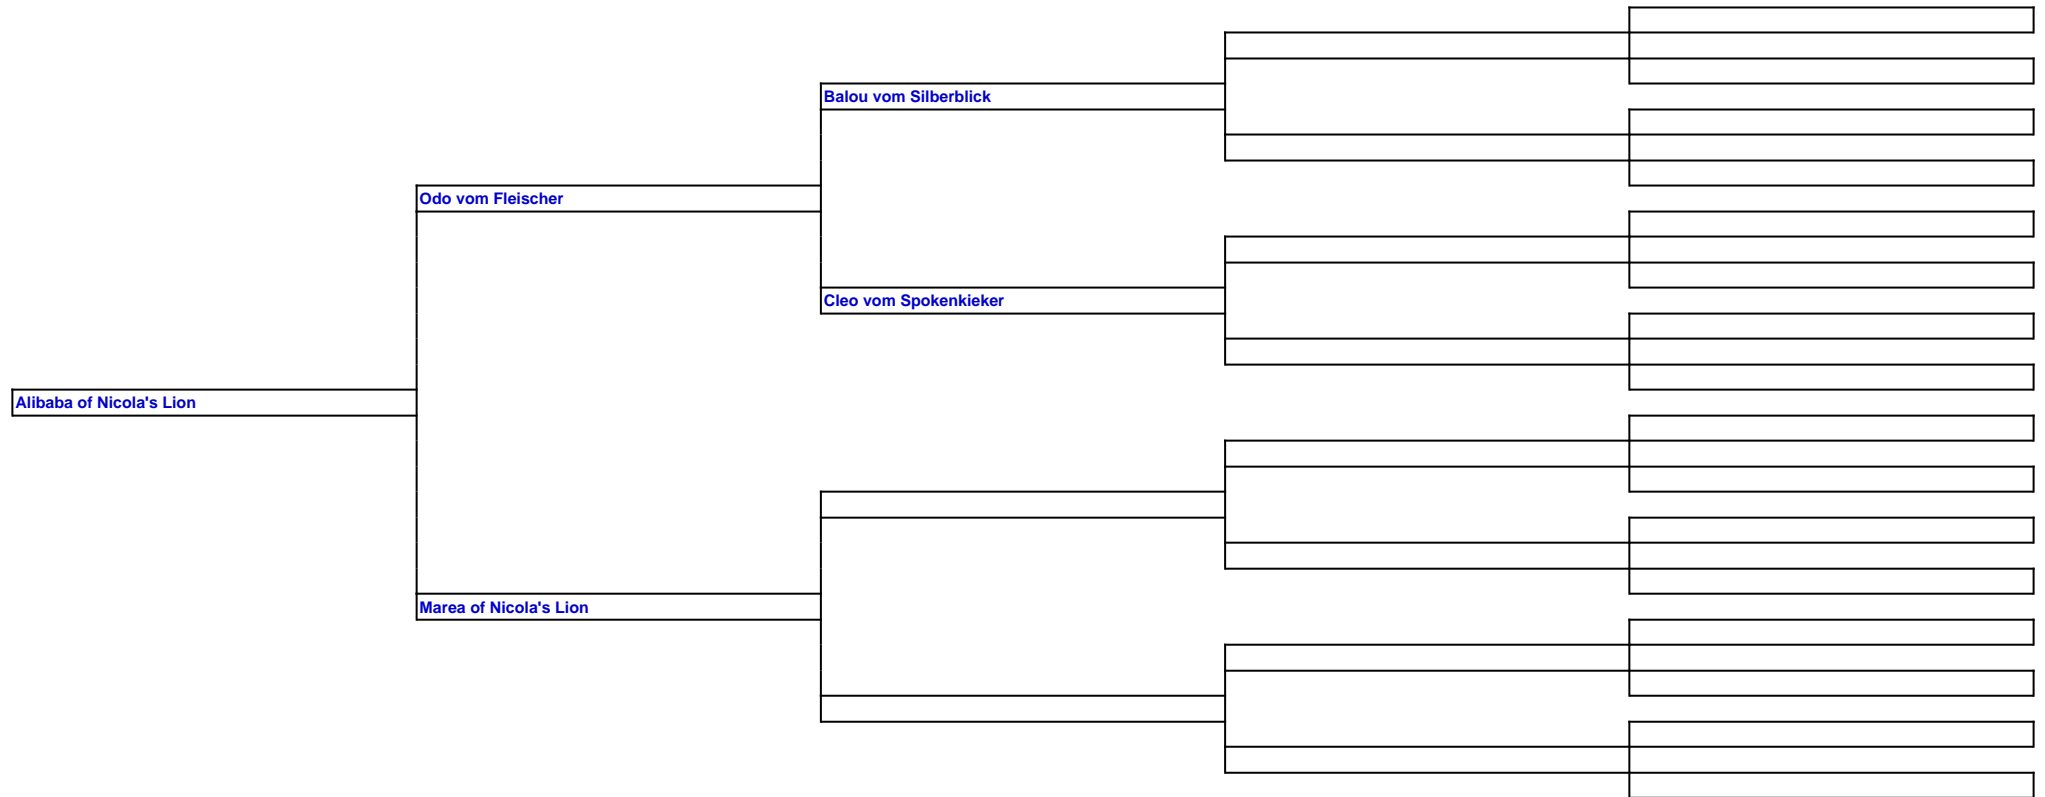 Balou vom Silberblick
Odo vom Fleischer
Cleo vom Spokenkieker
Alibaba of Nicola's Lion
Marea of Nicola's Lion